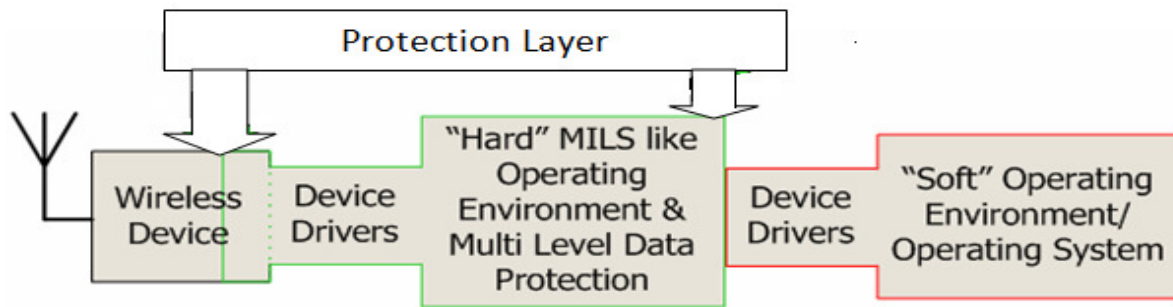 Protection Layer
Wireless
Device
Device
Drivers
“Hard” MILS like
Operating
Environment &
Multi Level Data
Protection
Device
Drivers
“Soft” Operating
Environment/
Operating System